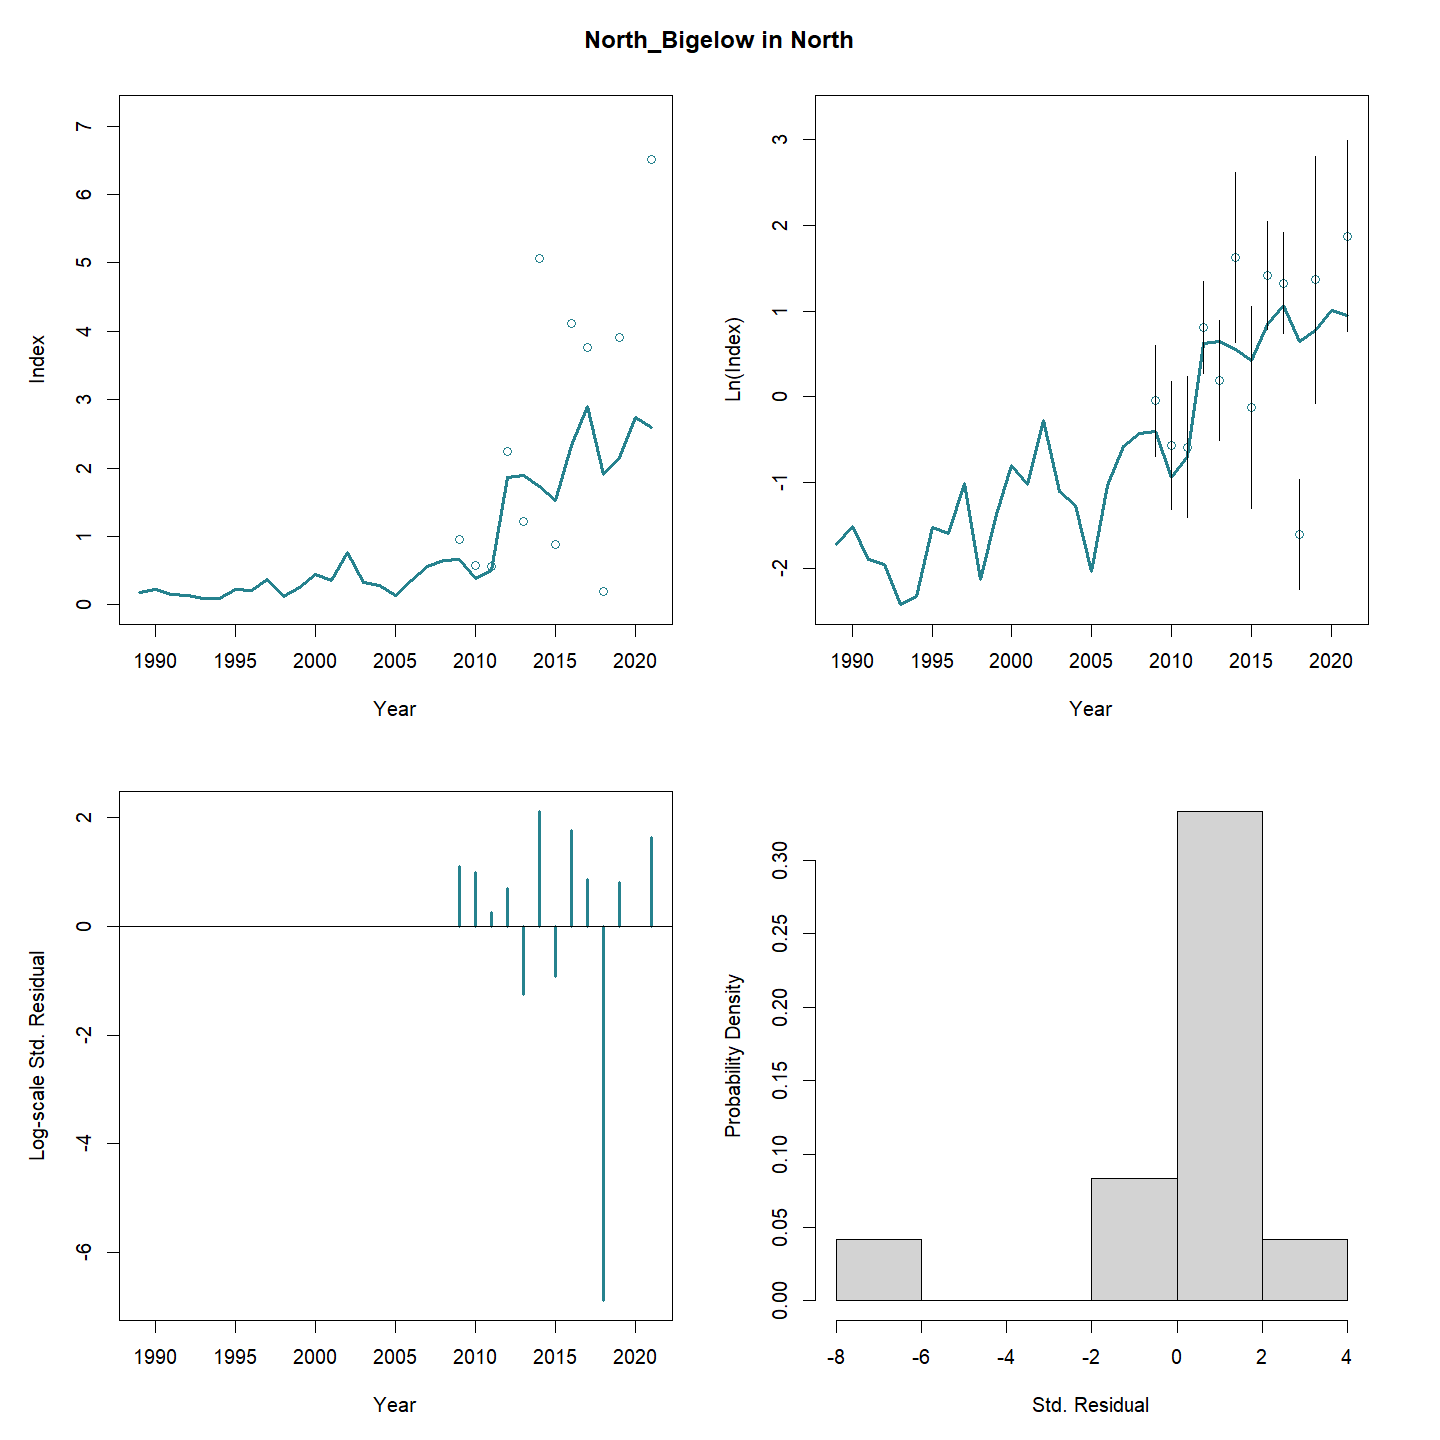 North_Bigelow in North
7
6
5
4
3
2
1
0
Index
1990 1995 2000 2005 2010 2015 2020
Year
3
2
1
0
-1
-2
Ln(Index)
1990 1995 2000 2005 2010 2015 2020
Year
2
0
-2
-4
-6
Log-scale Std. Residual
1990 1995 2000 2005 2010 2015 2020
Year
0.30
0.25
0.20
0.15
0.10
0.05
0.00
Probability Density
-8 -6 -4 -2 0 2 4
Std. Residual